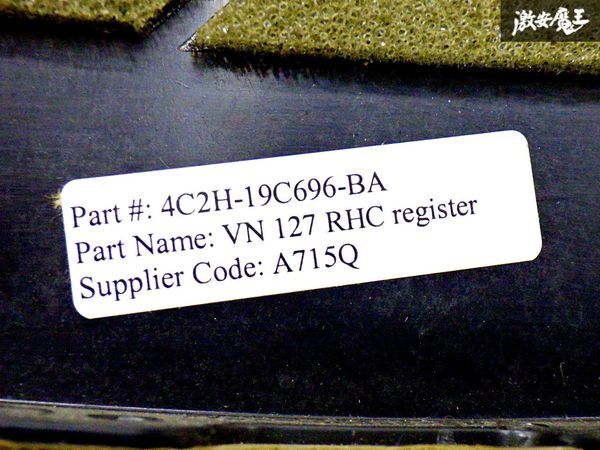 激安魔王
Part #: 4C2H-19C696-BA
Part Name: VN 127 RHC register
Supplier Code: A715Q